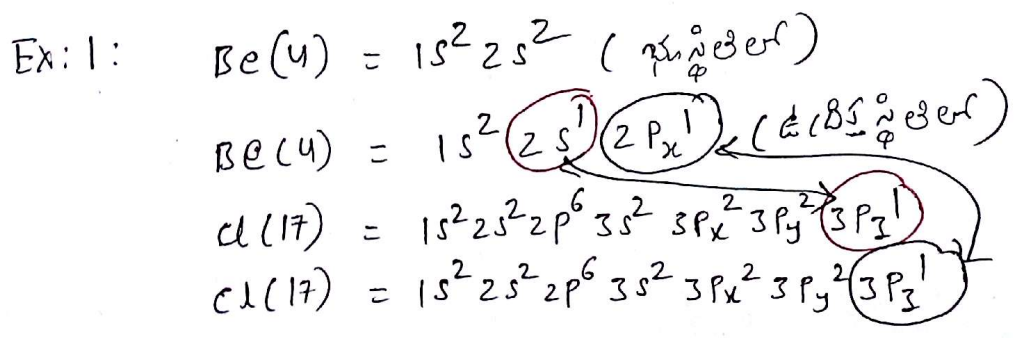 Ex:1: Be(4) = 1s² 2s² (భూస్థితిలో)
Be(4) = 1s² 2s¹ 2Pₓ¹ (స్థితిలో)
Cl(17) = 1s² 2s² 2p⁶ 3s² 3Pₓ² 3Py² 3Pz¹
Cl(17) = 1s² 2s² 2p⁶ 3s² 3Pₓ² 3Py² 3Pz¹